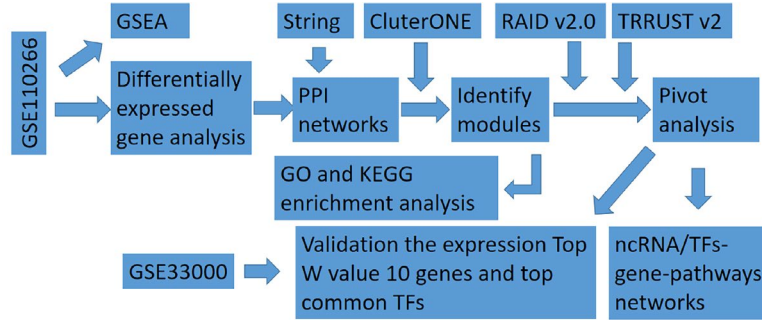 GSEA
String
CluterONE
RAID v2.0
TRRUST v2
GSE110266
Differentially
expressed
gene analysis
PPI
networks
Identify
modules
Pivot
analysis
GO and KEGG
enrichment analysis
GSE33000
Validation the expression Top
W value 10 genes and top
common TFs
ncRNA/TFs-
gene-pathways
networks